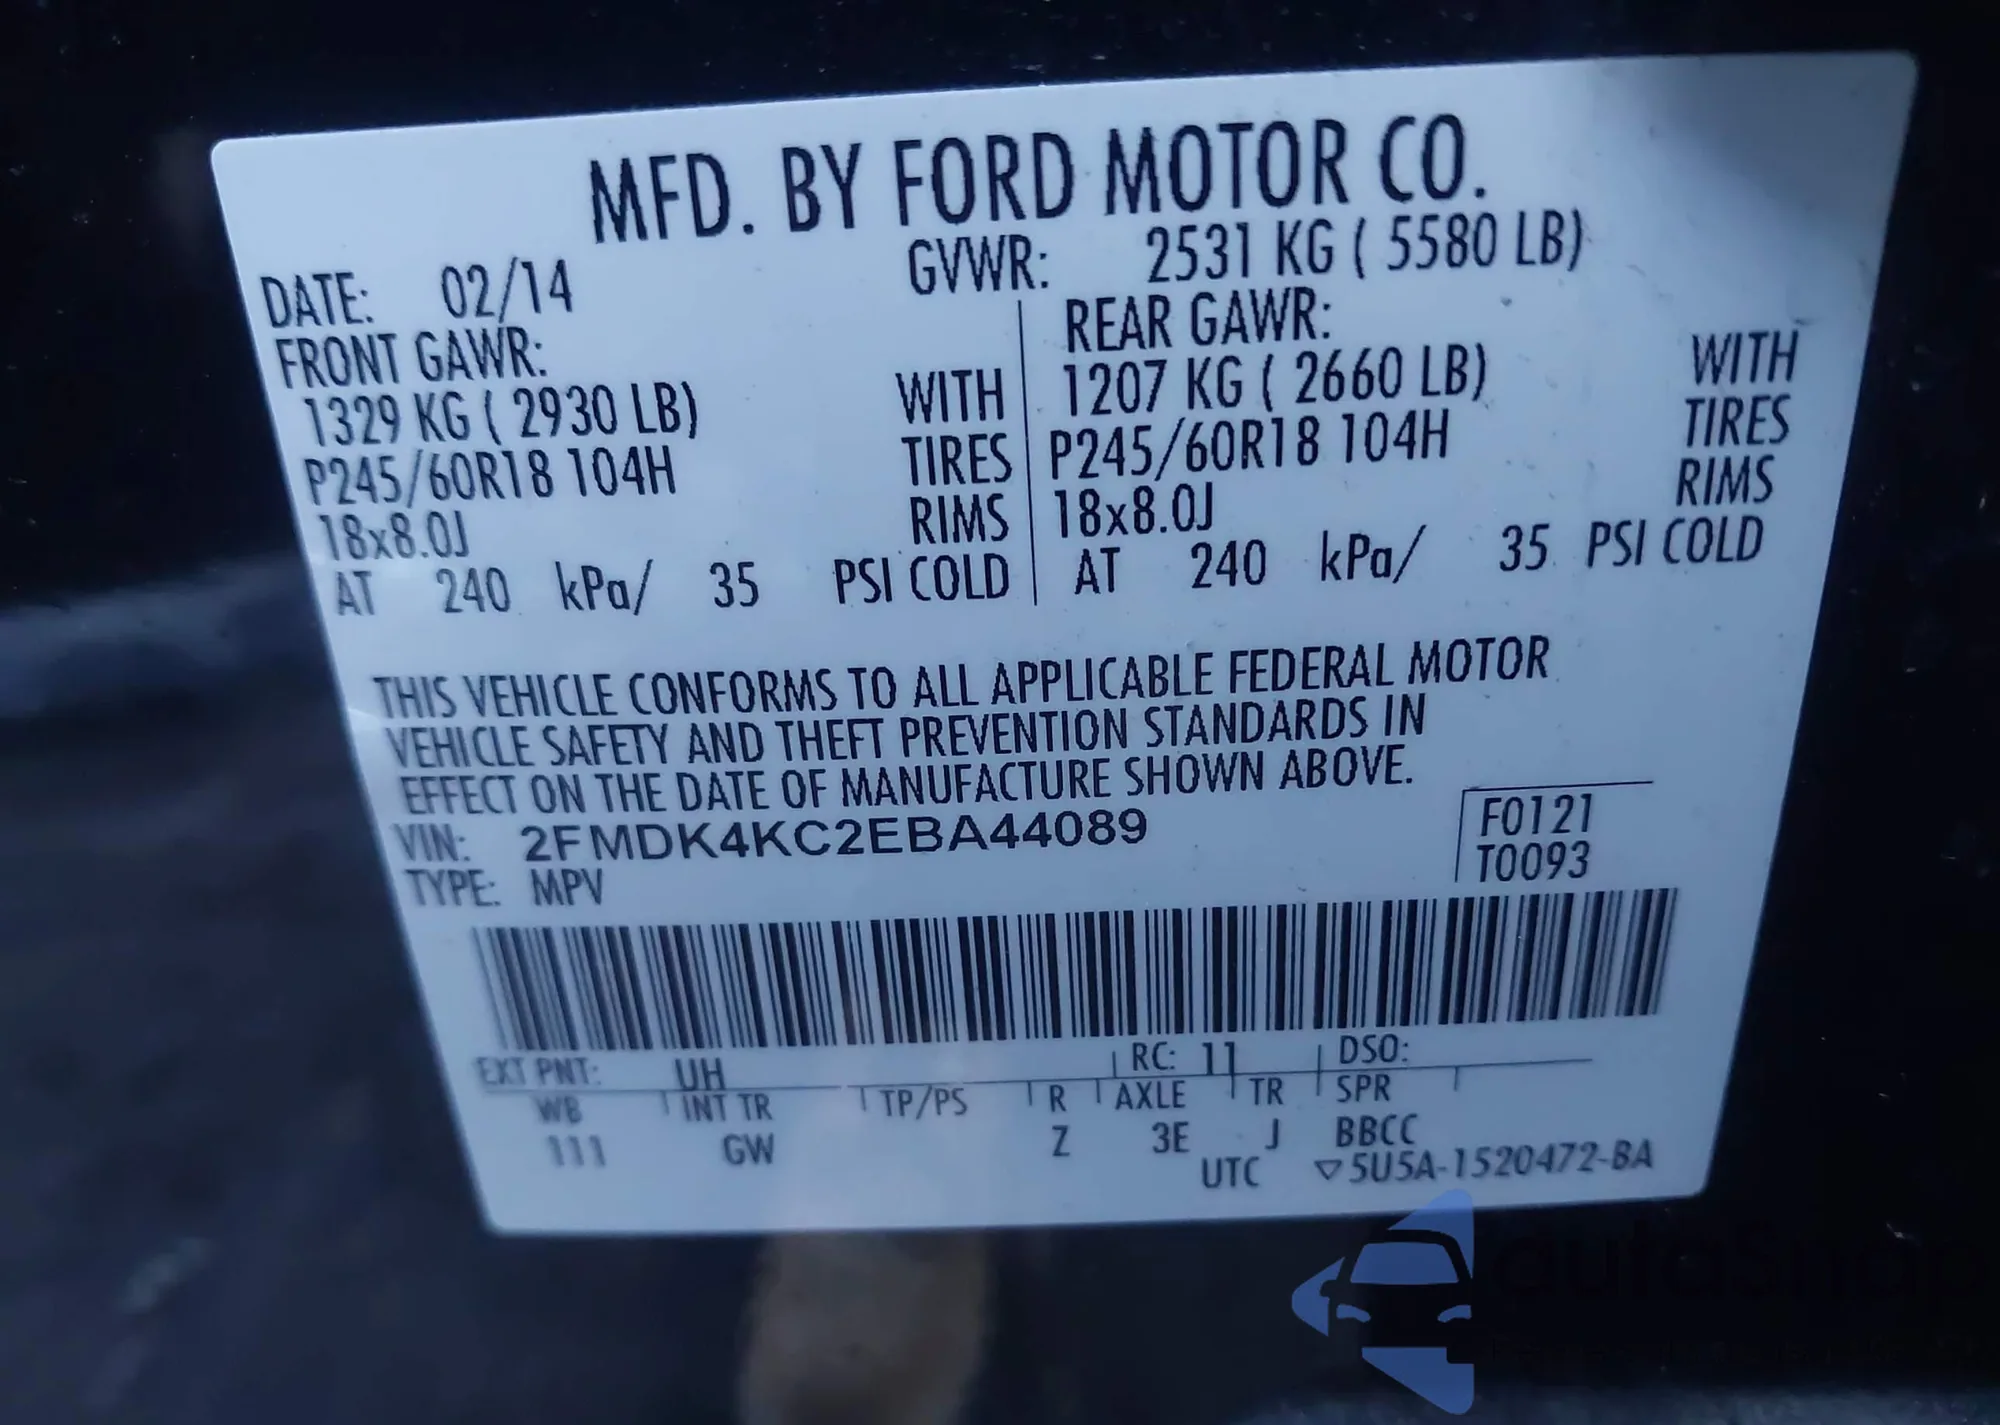 MFD. BY FORD MOTOR CO.
DATE: 02/14 GVWR: 2531 KG ( 5580 LB)
FRONT GAWR: REAR GAWR:
1329 KG ( 2930 LB) WITH 1207 KG ( 2660 LB) WITH
P245/60R18 104H TIRES P245/60R18 104H TIRES
18x8.0J RIMS 18x8.0J RIMS
AT 240 kPa/ 35 PSI COLD AT 240 kPa/ 35 PSI COLD
THIS VEHICLE CONFORMS TO ALL APPLICABLE FEDERAL MOTOR
VEHICLE SAFETY AND THEFT PREVENTION STANDARDS IN
EFFECT ON THE DATE OF MANUFACTURE SHOWN ABOVE.
VIN: 2FMDK4KC2EBA44089 F0121
TYPE: MPV T0093
EXT PNT: UH RC: 11 DSO:
WB INT TR TP/PS R AXLE TR SPR
111 GW Z 3E J BBCC
UTC ▽5U5A-1520472-BA